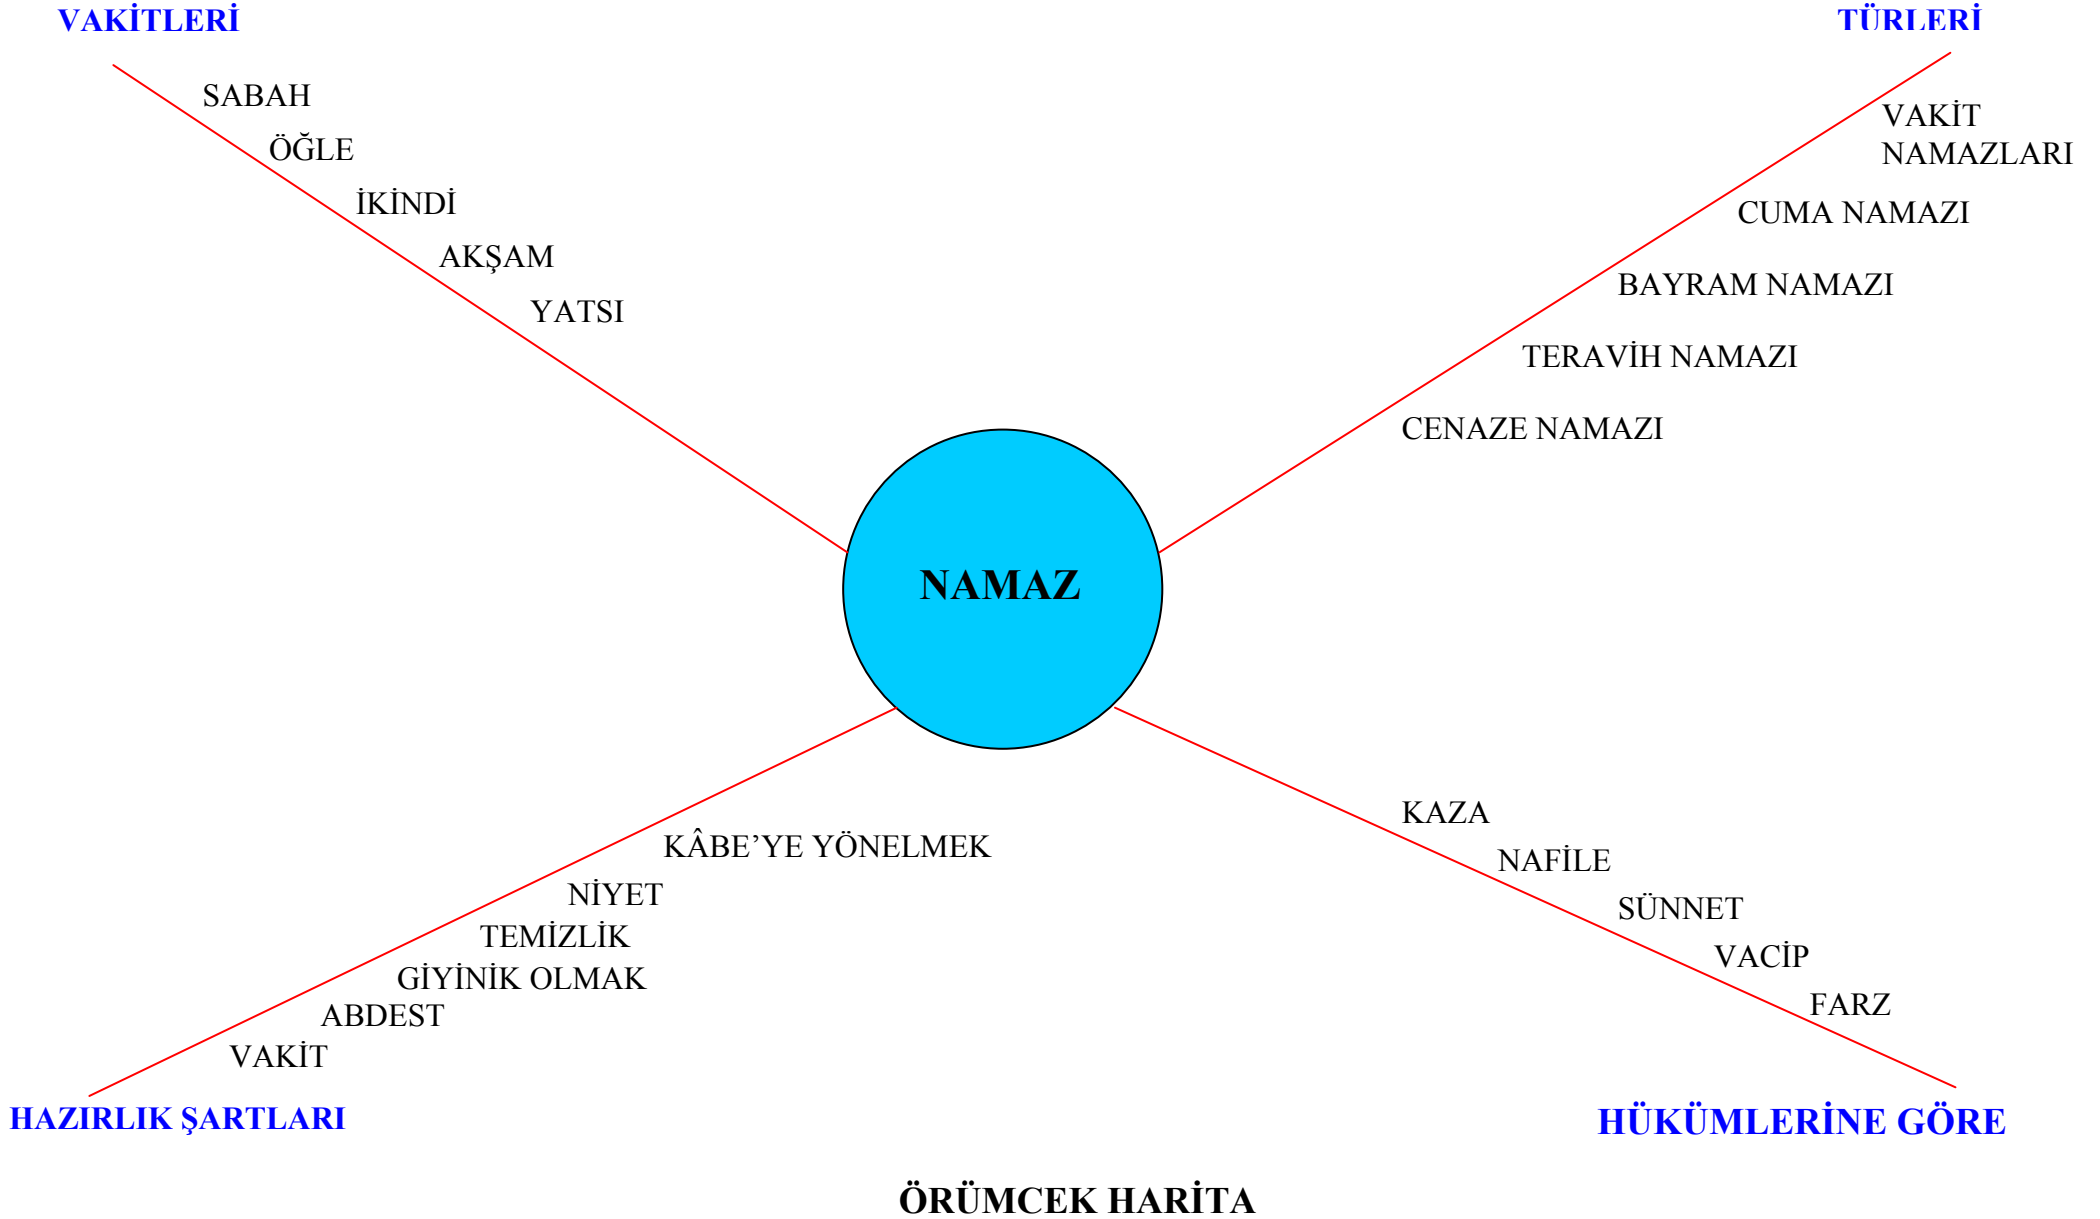 VAKİTLERİ
SABAH
ÖĞLE
İKİNDİ
AKŞAM
YATSI
TÜRLERİ
VAKİT
NAMAZLARI
CUMA NAMAZI
BAYRAM NAMAZI
TERAVİH NAMAZI
CENAZE NAMAZI
NAMAZ
KÂBE’YE YÖNELMEK
NİYET
TEMİZLİK
GİYİNİK OLMAK
ABDEST
VAKİT
HAZIRLIK ŞARTLARI
KAZA
NAFİLE
SÜNNET
VACİP
FARZ
HÜKÜMLERİNE GÖRE
ÖRÜMCEK HARİTA